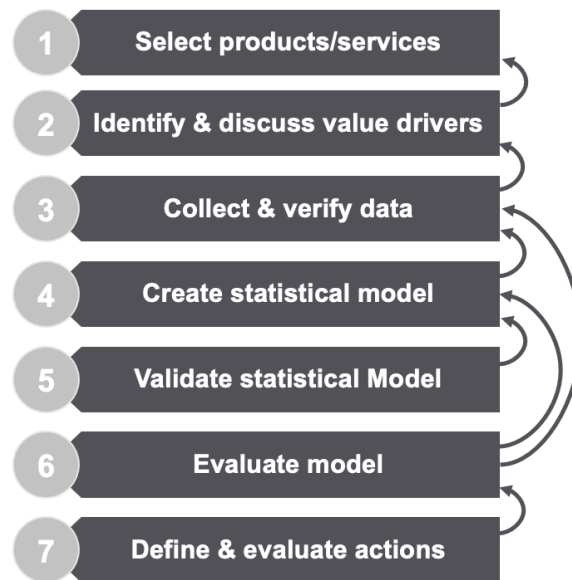 1 Select products/services
2 Identify & discuss value drivers
3 Collect & verify data
4 Create statistical model
5 Validate statistical Model
6 Evaluate model
7 Define & evaluate actions